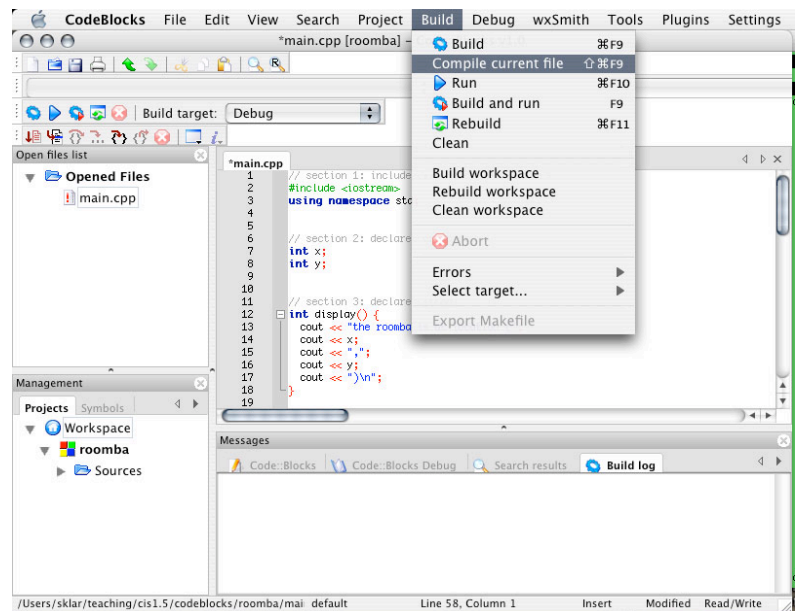 CodeBlocks File Edit View Search Project Build Debug wxSmith Tools Plugins Settings
*main.cpp [roomba] –
Build ⌘F9
Compile current file ⇧⌘F9
Run ⌘F10
Build and run F9
Rebuild ⌘F11
Clean
Build workspace
Rebuild workspace
Clean workspace
Abort
Errors
Select target...
Export Makefile
Build target: Debug
Open files list
Opened Files
main.cpp
*main.cpp
1 // section 1: include
2 #include <iostream>
3 using namespace std
4
5
6 // section 2: declare
7 int x;
8 int y;
9
10
11 // section 3: declare
12 int display() {
13 cout << "the roomba
14 cout << x;
15 cout << ",";
16 cout << y;
17 cout << ")\n";
18 }
19
Management
Projects Symbols
Workspace
roomba
Sources
Messages
Code::Blocks Code::Blocks Debug Search results Build log
/Users/sklar/teaching/cis1.5/codeblocks/roomba/mai default Line 58, Column 1 Insert Modified Read/Write